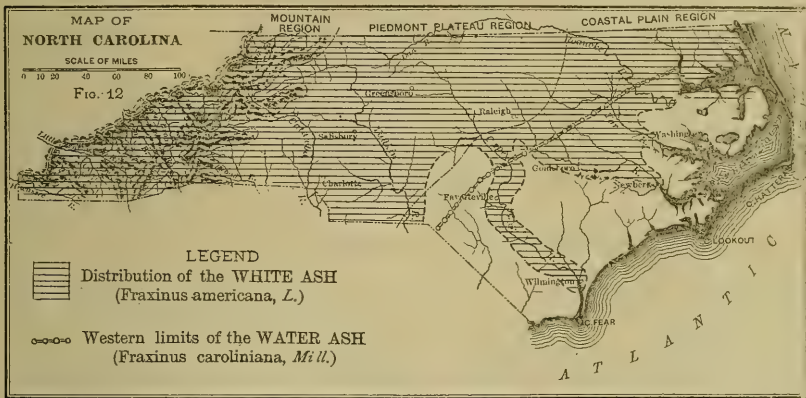 MAP OF
NORTH CAROLINA
SCALE OF MILES
0 10 20 40 60 80 100
FIG. 12
MOUNTAIN
REGION
PIEDMONT PLATEAU REGION
COASTAL PLAIN REGION
Greensboro
Raleigh
Salisbury
Washington
Charlotte
Goldsboro
Newbern
Fayetteville
Wilmington
C. HATTERAS
C. LOOKOUT
C. FEAR
ATLANTIC
LEGEND
Distribution of the WHITE ASH
(Fraxinus americana, L.)
Western limits of the WATER ASH
(Fraxinus caroliniana, Mill.)